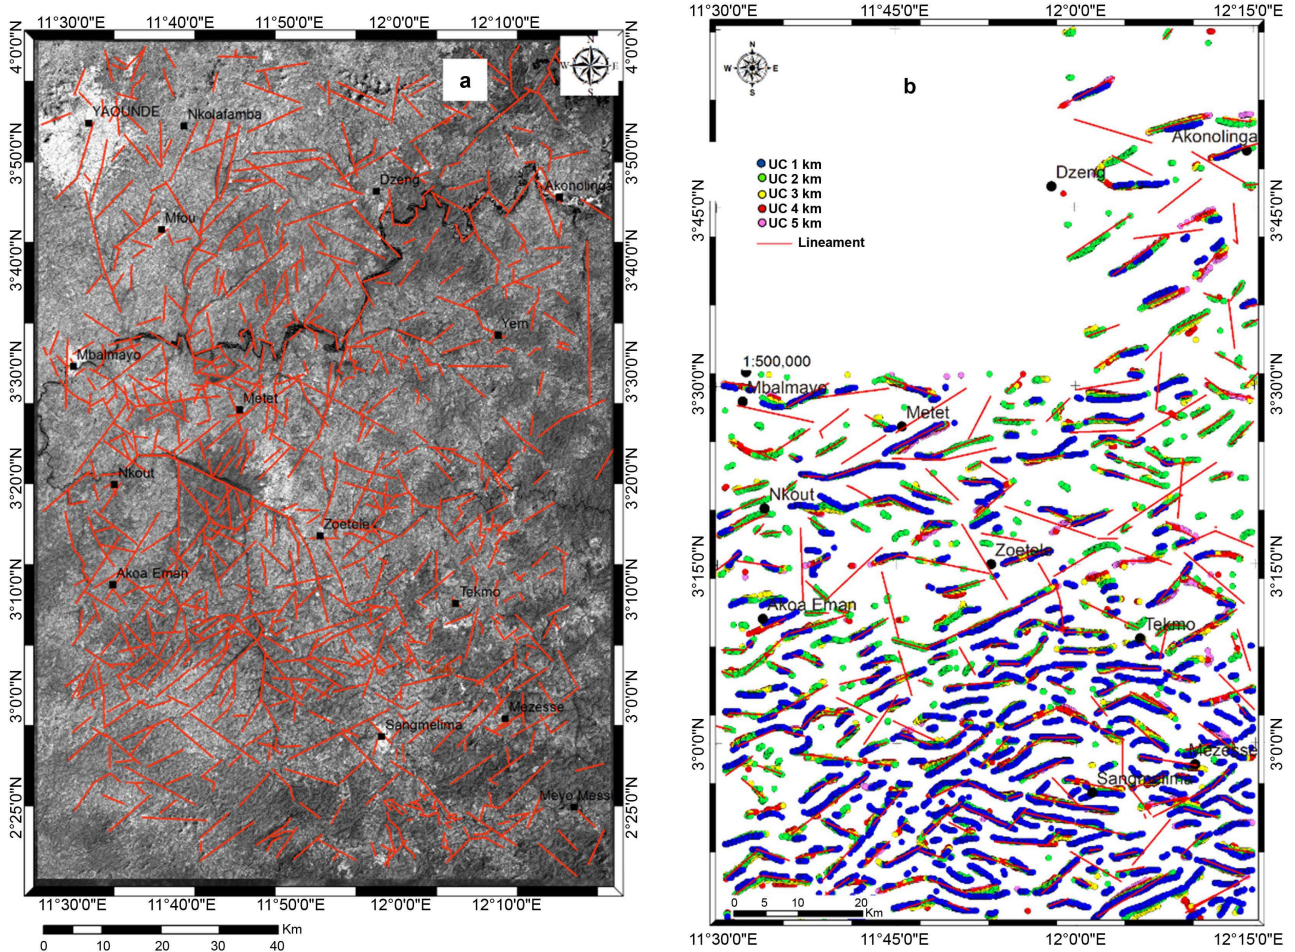 11°30'0"E 11°40'0"E 11°50'0"E 12°0'0"E 12°10'0"E
4°0'0"N
3°50'0"N
3°40'0"N
3°30'0"N
3°20'0"N
3°10'0"N
3°0'0"N
2°25'0"N
a
N
W E
S
YAOUNDE
Nkolafamba
Dzeng
Akonolinga
Mfou
Yem
Mbalmayo
Metet
Nkout
Zoetele
Akoa Eman
Tekmo
Mezesse
Sangmelima
Meyo Mess
4°0'0"N
3°50'0"N
3°40'0"N
3°30'0"N
3°20'0"N
3°10'0"N
3°0'0"N
2°25'0"N
11°30'0"E 11°40'0"E 11°50'0"E 12°0'0"E 12°10'0"E
Km
0 10 20 30 40
11°30'0"E 11°45'0"E 12°0'0"E 12°15'0"E
3°45'0"N
3°30'0"N
3°15'0"N
3°0'0"N
b
N
W E
S
UC 1 km
UC 2 km
UC 3 km
UC 4 km
UC 5 km
Lineament
Akonolinga
Dzeng
1:500,000
Mbalmayo
Metet
Nkout
Zoetele
Akoa Eman
Tekmo
Mezesse
Sangmelima
3°45'0"N
3°30'0"N
3°15'0"N
3°0'0"N
0 5 10 20
Km
11°30'0"E 11°45'0"E 12°0'0"E 12°15'0"E